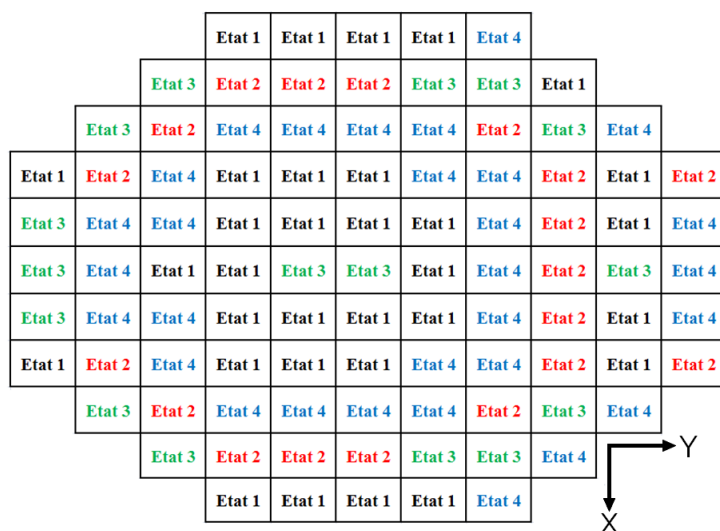 Etat 1 Etat 1 Etat 1 Etat 1 Etat 4
Etat 3 Etat 2 Etat 2 Etat 2 Etat 3 Etat 3 Etat 1
Etat 3 Etat 2 Etat 4 Etat 4 Etat 4 Etat 4 Etat 2 Etat 3 Etat 4
Etat 1 Etat 2 Etat 4 Etat 1 Etat 1 Etat 1 Etat 4 Etat 4 Etat 2 Etat 1 Etat 2
Etat 3 Etat 4 Etat 4 Etat 1 Etat 1 Etat 1 Etat 1 Etat 4 Etat 2 Etat 1 Etat 4
Etat 3 Etat 4 Etat 1 Etat 1 Etat 3 Etat 3 Etat 1 Etat 4 Etat 2 Etat 3 Etat 4
Etat 3 Etat 4 Etat 4 Etat 1 Etat 1 Etat 1 Etat 1 Etat 4 Etat 2 Etat 1 Etat 4
Etat 1 Etat 2 Etat 4 Etat 1 Etat 1 Etat 1 Etat 4 Etat 4 Etat 2 Etat 1 Etat 2
Etat 3 Etat 2 Etat 4 Etat 4 Etat 4 Etat 4 Etat 2 Etat 3 Etat 4
Etat 3 Etat 2 Etat 2 Etat 2 Etat 3 Etat 3 Etat 4
Y
Etat 1 Etat 1 Etat 1 Etat 1 Etat 4
X